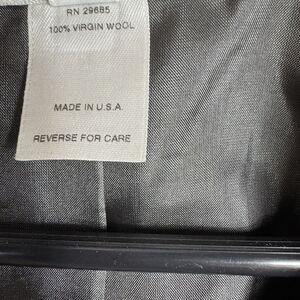 RN 29685
100% VIRGIN WOOL
MADE IN U.S.A.
REVERSE FOR CARE